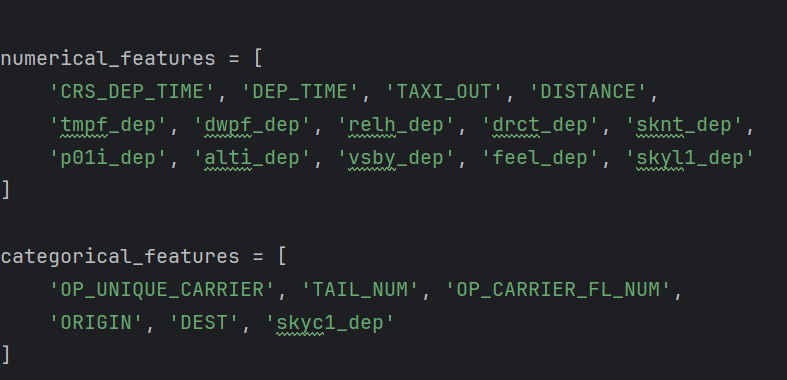 numerical_features = [
    'CRS_DEP_TIME', 'DEP_TIME', 'TAXI_OUT', 'DISTANCE',
    'tmpf_dep', 'dwpf_dep', 'relh_dep', 'drct_dep', 'sknt_dep',
    'p01i_dep', 'alti_dep', 'vsby_dep', 'feel_dep', 'skyl1_dep'
]
categorical_features = [
    'OP_UNIQUE_CARRIER', 'TAIL_NUM', 'OP_CARRIER_FL_NUM',
    'ORIGIN', 'DEST', 'skyc1_dep'
]